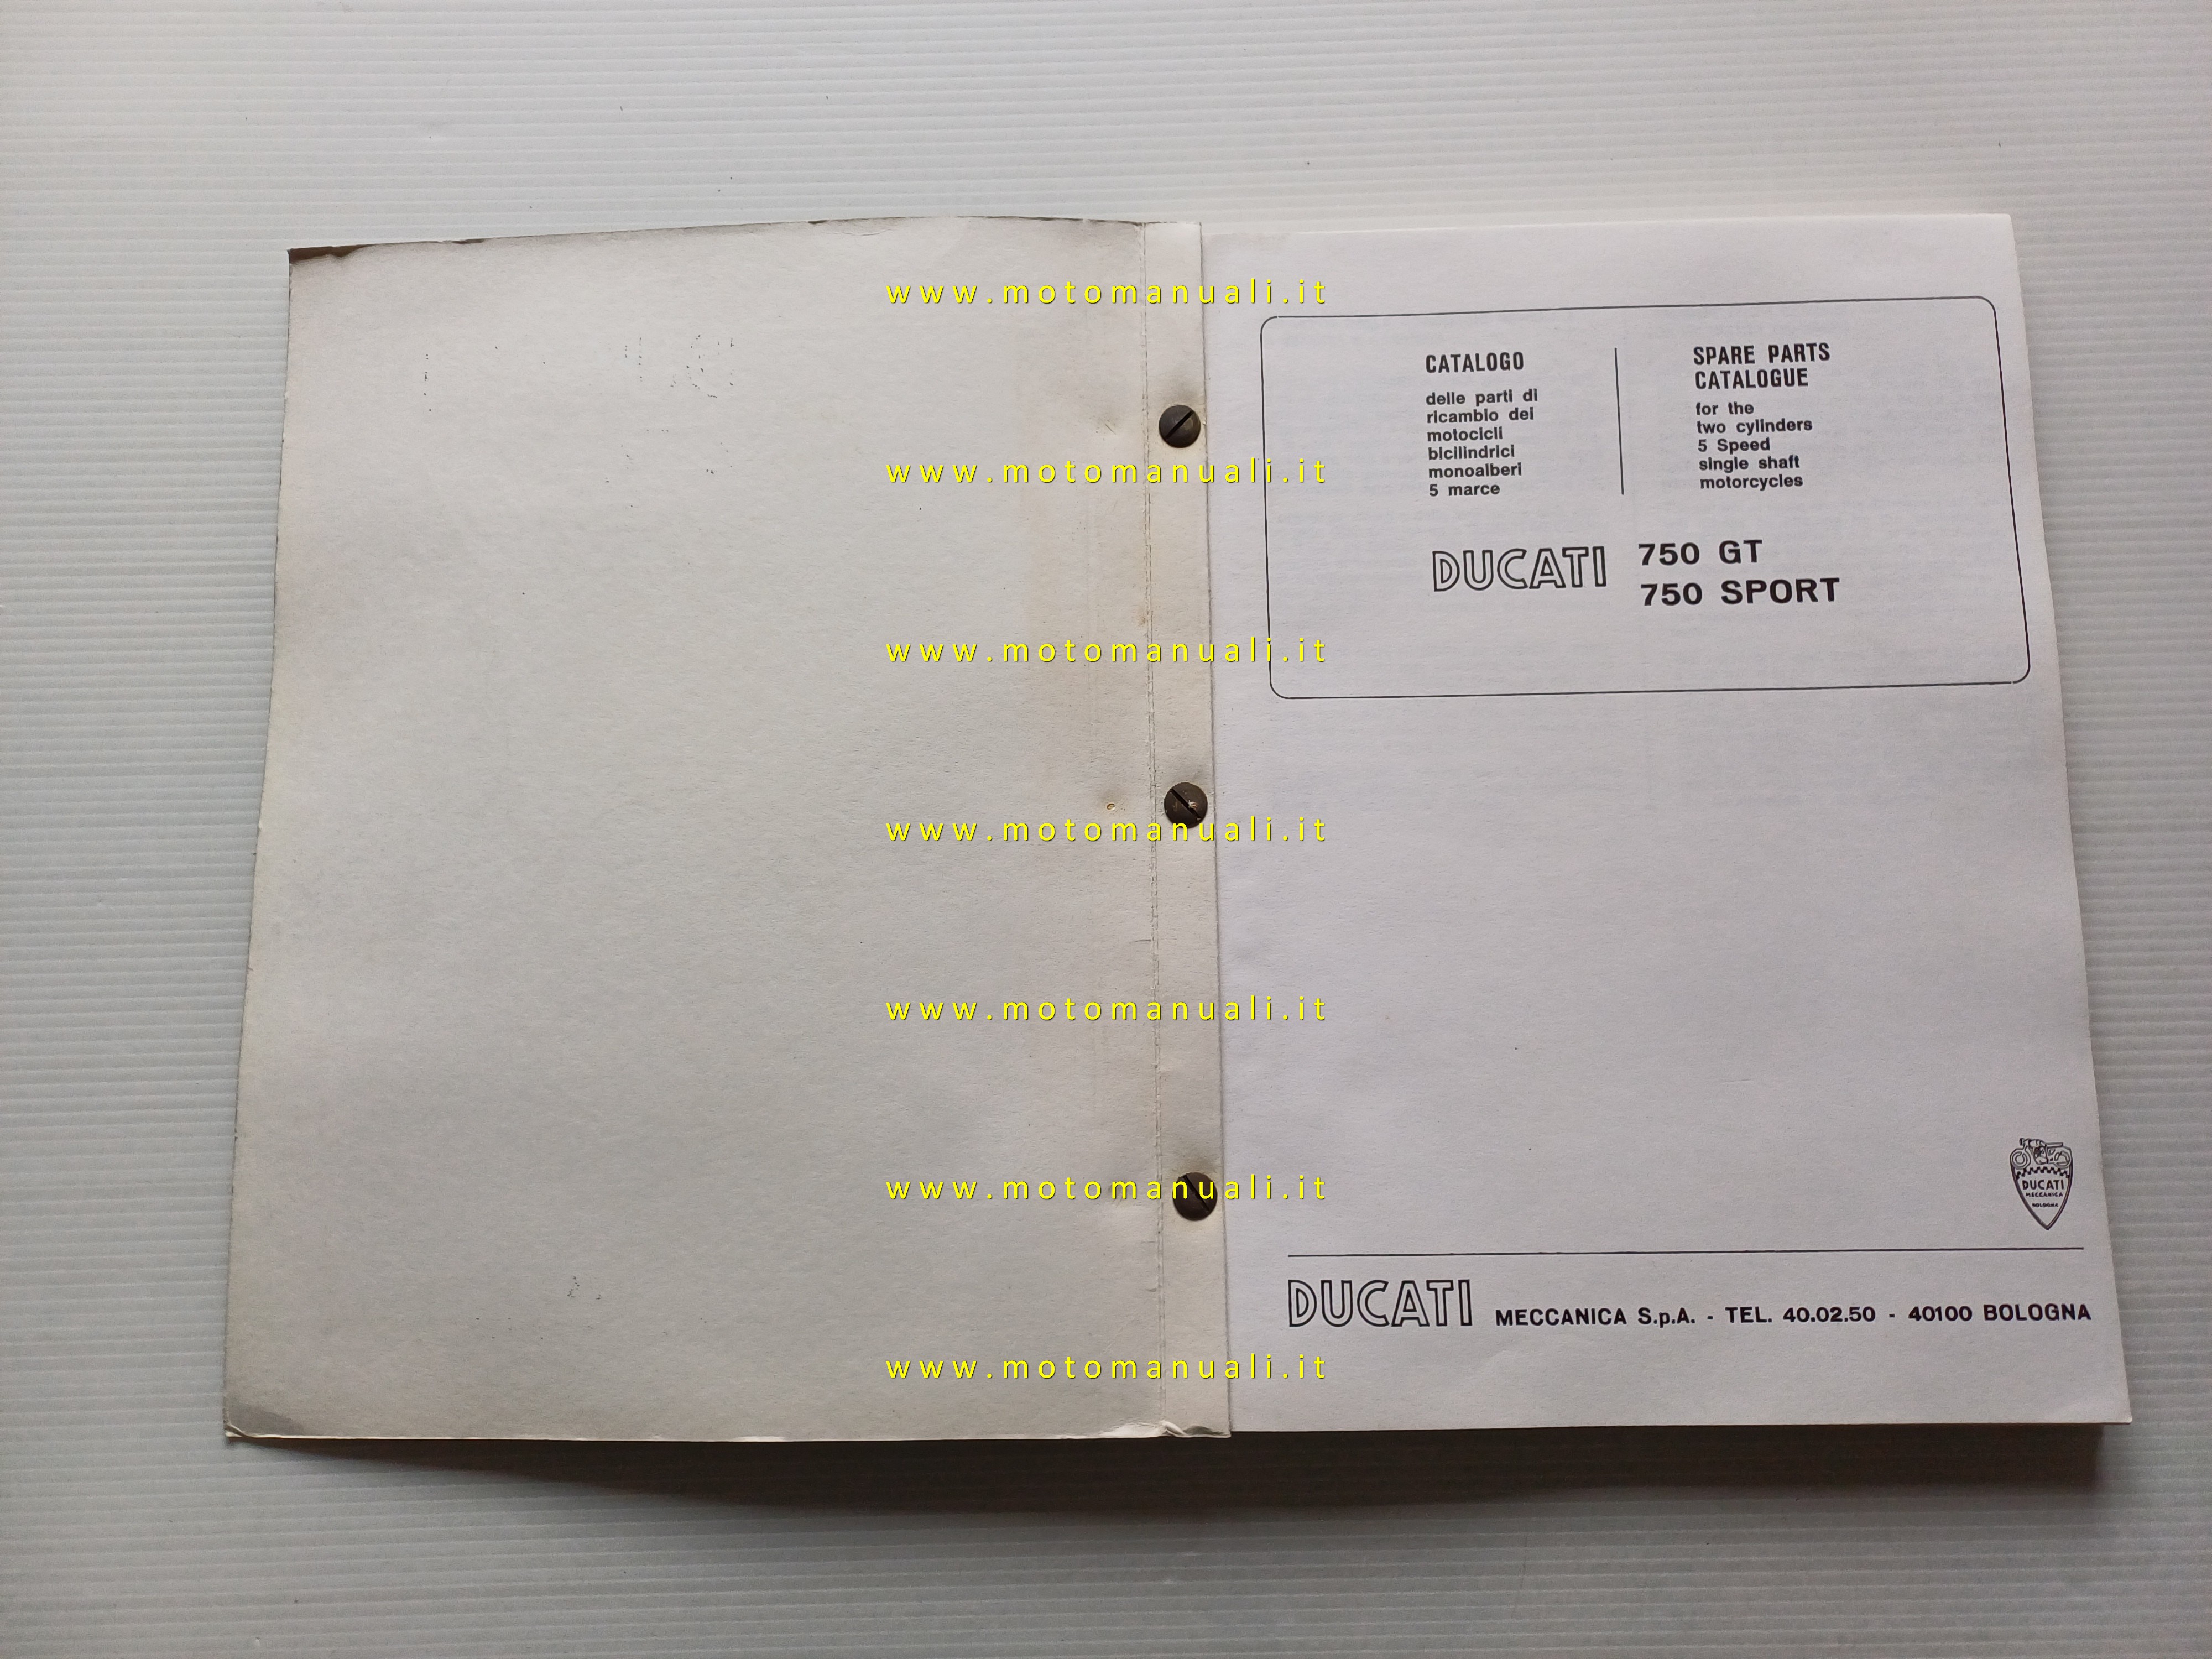 www.motomanuali.it
www.motomanuali.it
www.motomanuali.it
www.motomanuali.it
www.motomanuali.it
www.motomanuali.it
www.motomanuali.it
CATALOGO
delle parti di
ricambio dei
motocicli
bicilindrici
monoalberi
5 marce
SPARE PARTS
CATALOGUE
for the
two cylinders
5 Speed
single shaft
motorcycles
DUCATI 750 GT
750 SPORT
DUCATI
MECCANICA
BOLOGNA
DUCATI MECCANICA S.p.A. - TEL. 40.02.50 - 40100 BOLOGNA